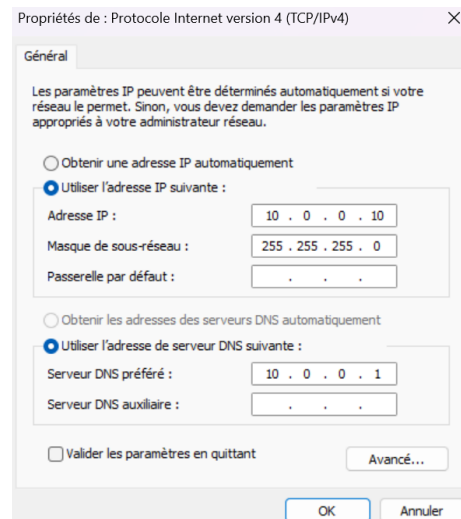 Propriétés de : Protocole Internet version 4 (TCP/IPv4)
Général
Les paramètres IP peuvent être déterminés automatiquement si votre
réseau le permet. Sinon, vous devez demander les paramètres IP
appropriés à votre administrateur réseau.
Obtenir une adresse IP automatiquement
Utiliser l'adresse IP suivante :
Adresse IP : 10 . 0 . 0 . 10
Masque de sous-réseau : 255 . 255 . 255 . 0
Passerelle par défaut : . . .
Obtenir les adresses des serveurs DNS automatiquement
Utiliser l'adresse de serveur DNS suivante :
Serveur DNS préféré : 10 . 0 . 0 . 1
Serveur DNS auxiliaire : . . .
Valider les paramètres en quittant
Avancé...
OK Annuler